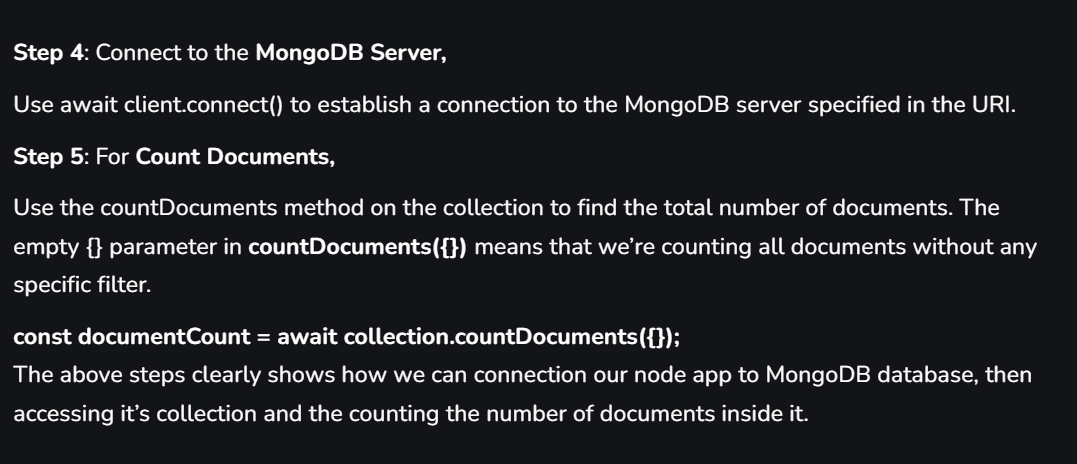 Step 4: Connect to the MongoDB Server,
Use await client.connect() to establish a connection to the MongoDB server specified in the URI.
Step 5: For Count Documents,
Use the countDocuments method on the collection to find the total number of documents. The
empty {} parameter in countDocuments({}) means that we’re counting all documents without any
specific filter.
const documentCount = await collection.countDocuments({});
The above steps clearly shows how we can connection our node app to MongoDB database, then
accessing it’s collection and the counting the number of documents inside it.